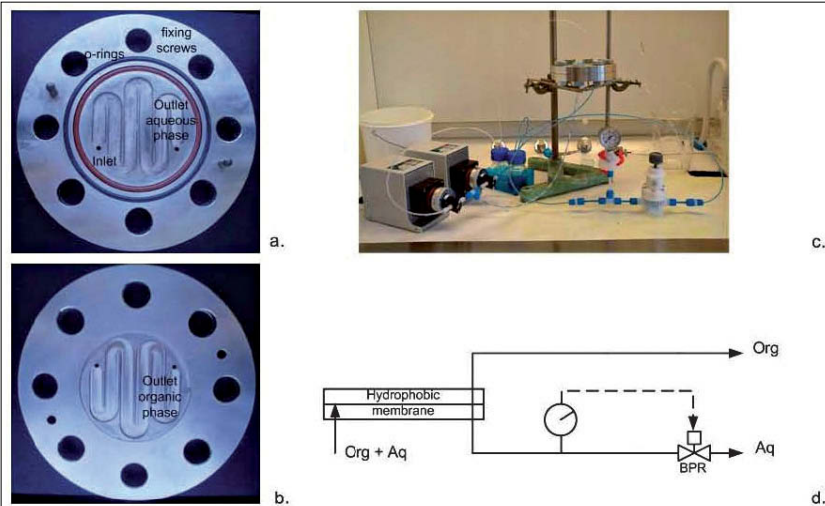 fixing
screws
o-rings
Outlet
aqueous
phase
Inlet
a.
c.
Outlet
organic
phase
b.
Hydrophobic
membrane
Org + Aq
Org
Aq
BPR
d.